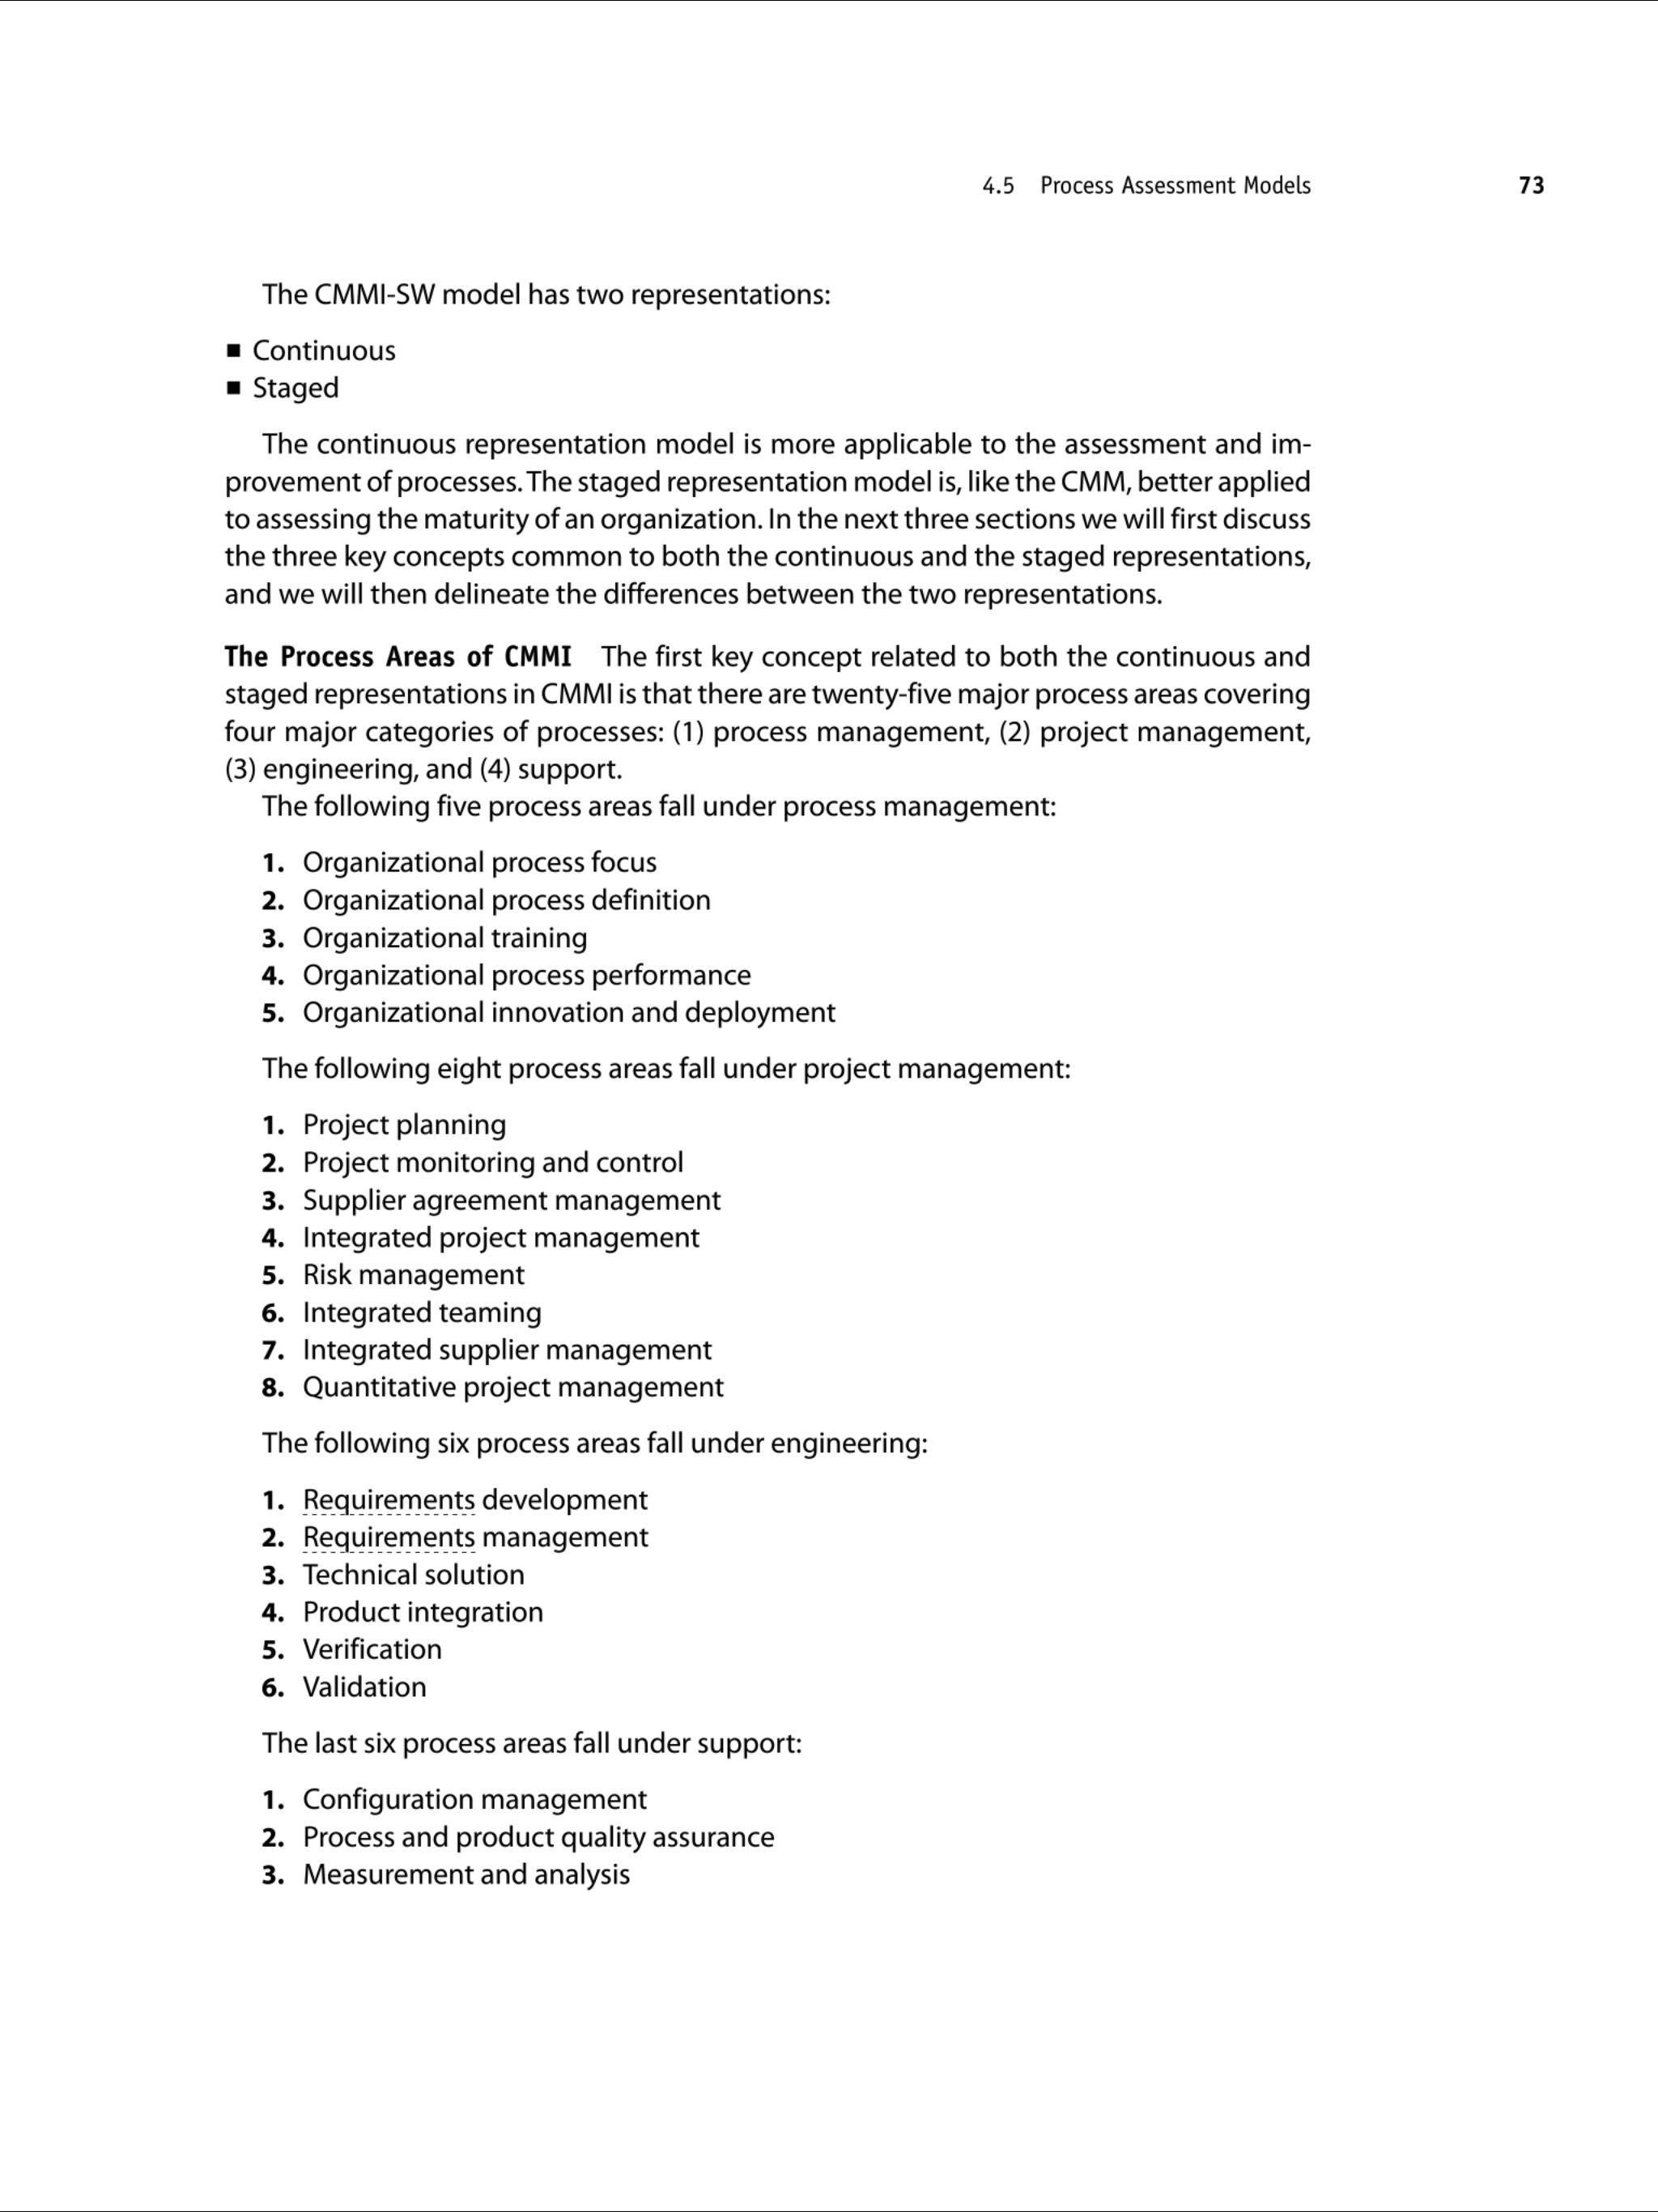 4.5 Process Assessment Models 73
The CMMI-SW model has two representations:
■ Continuous
■ Staged
The continuous representation model is more applicable to the assessment and im-
provement of processes. The staged representation model is, like the CMM, better applied
to assessing the maturity of an organization. In the next three sections we will first discuss
the three key concepts common to both the continuous and the staged representations,
and we will then delineate the differences between the two representations.
The Process Areas of CMMI The first key concept related to both the continuous and
staged representations in CMMI is that there are twenty-five major process areas covering
four major categories of processes: (1) process management, (2) project management,
(3) engineering, and (4) support.
The following five process areas fall under process management:
1. Organizational process focus
2. Organizational process definition
3. Organizational training
4. Organizational process performance
5. Organizational innovation and deployment
The following eight process areas fall under project management:
1. Project planning
2. Project monitoring and control
3. Supplier agreement management
4. Integrated project management
5. Risk management
6. Integrated teaming
7. Integrated supplier management
8. Quantitative project management
The following six process areas fall under engineering:
1. Requirements development
2. Requirements management
3. Technical solution
4. Product integration
5. Verification
6. Validation
The last six process areas fall under support:
1. Configuration management
2. Process and product quality assurance
3. Measurement and analysis